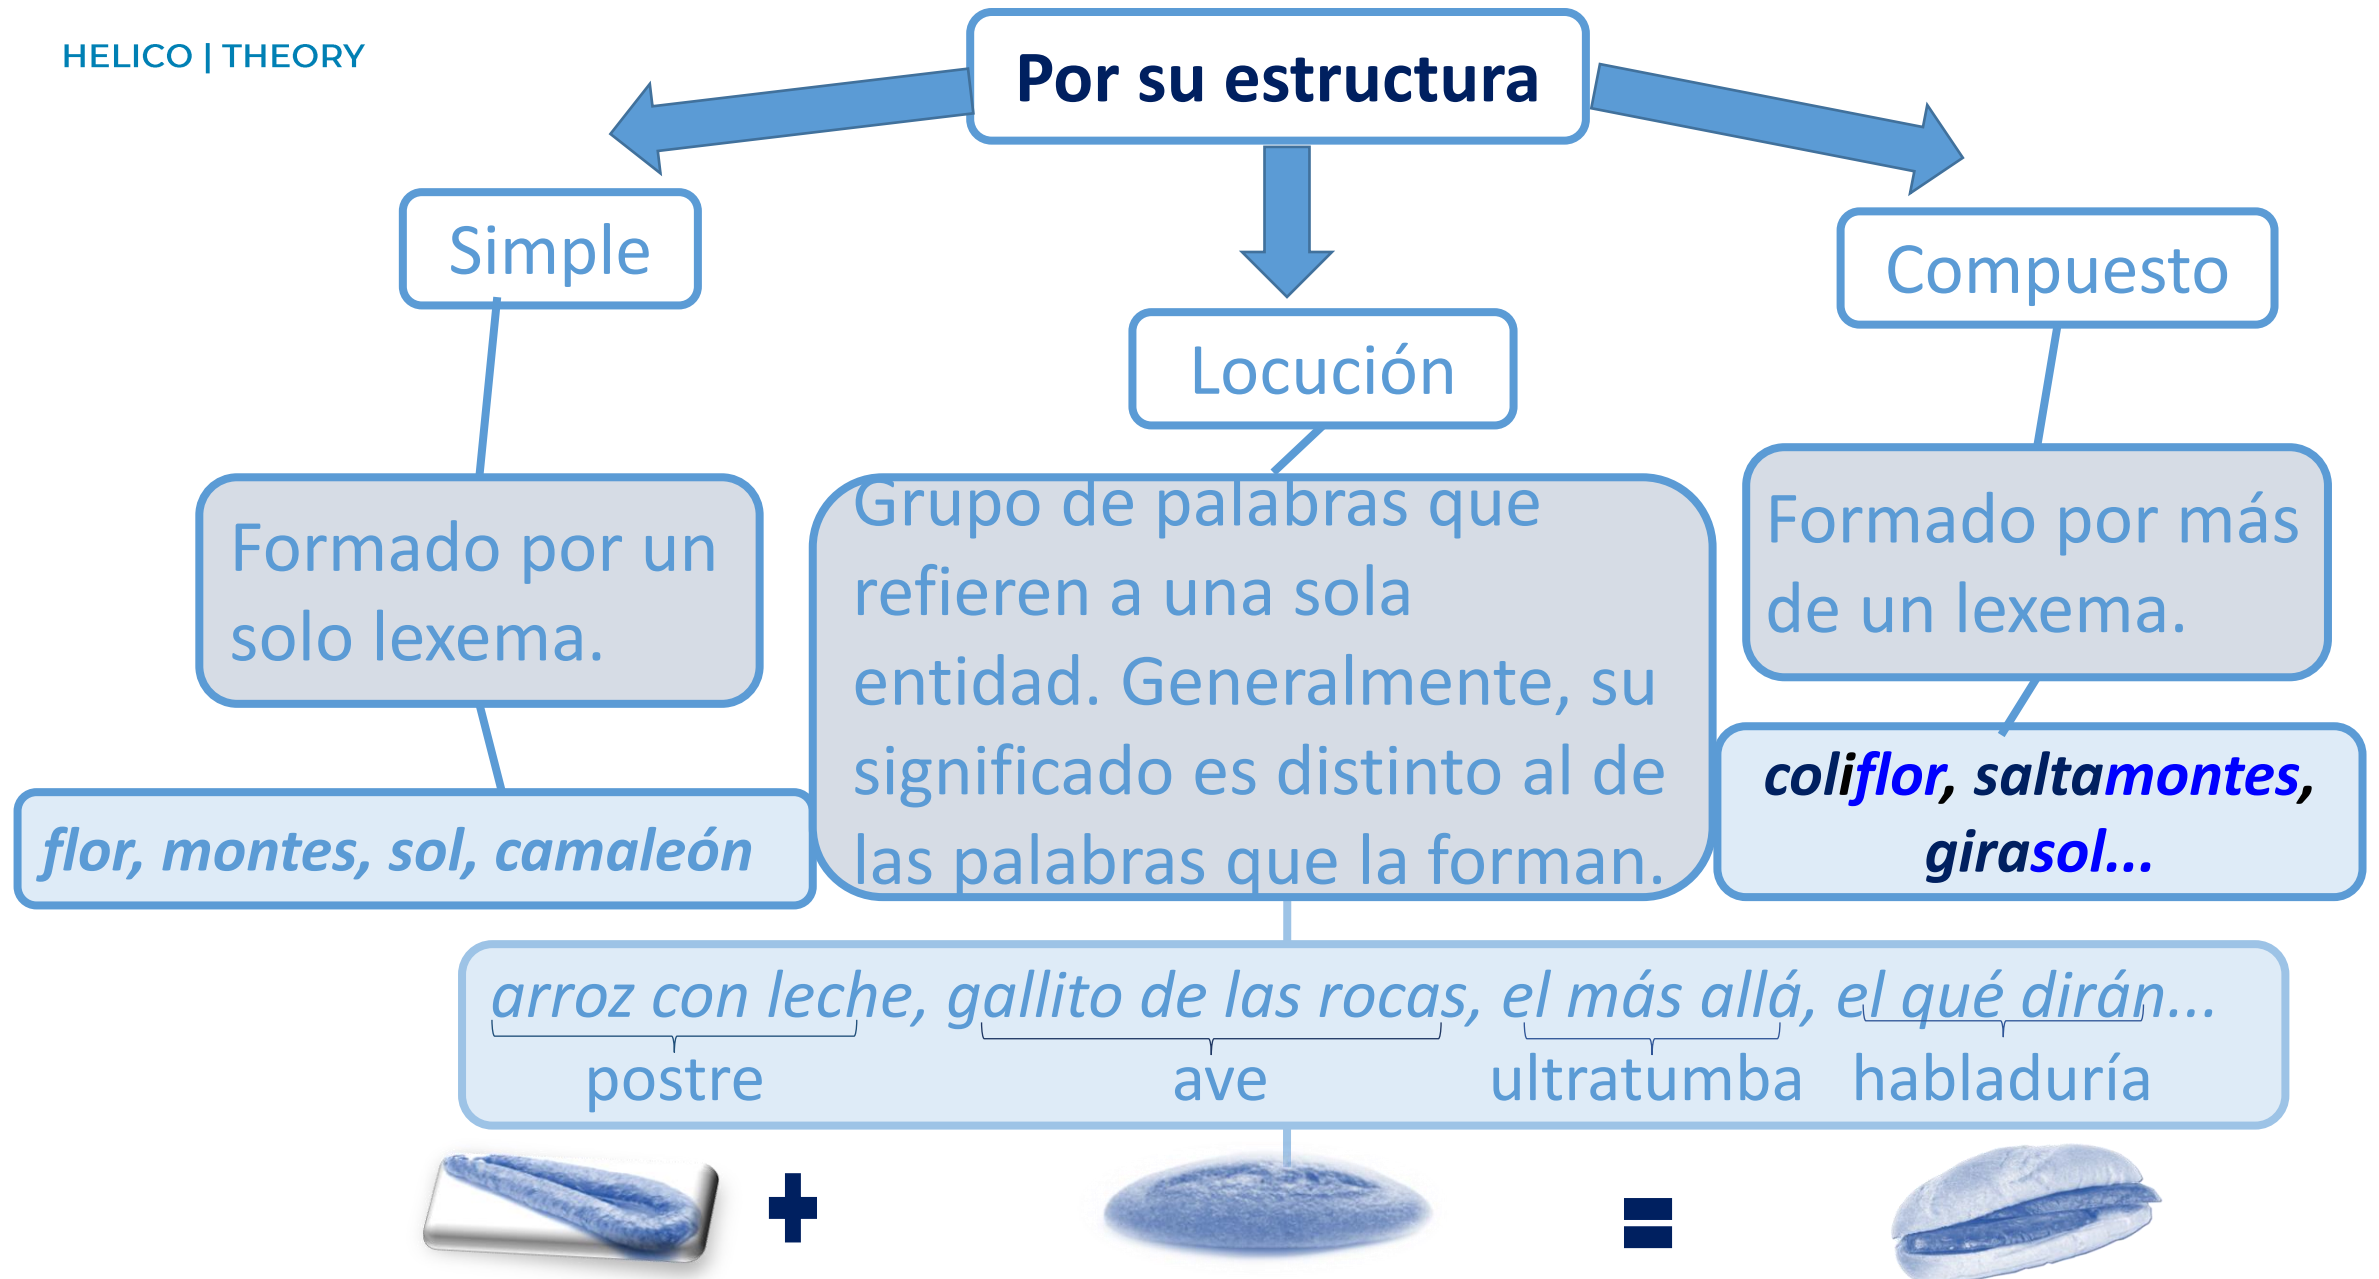 HELICO | THEORY
Por su estructura
Simple
Locución
Compuesto
Formado por un
solo lexema.
Grupo de palabras que
refieren a una sola
entidad. Generalmente, su
significado es distinto al de
las palabras que la forman.
Formado por más
de un lexema.
flor, montes, sol, camaleón
coliflor, saltamontes,
girasol...
arroz con leche, gallito de las rocas, el más allá, el qué dirán...
postre ave ultratumba habladuría
+ =